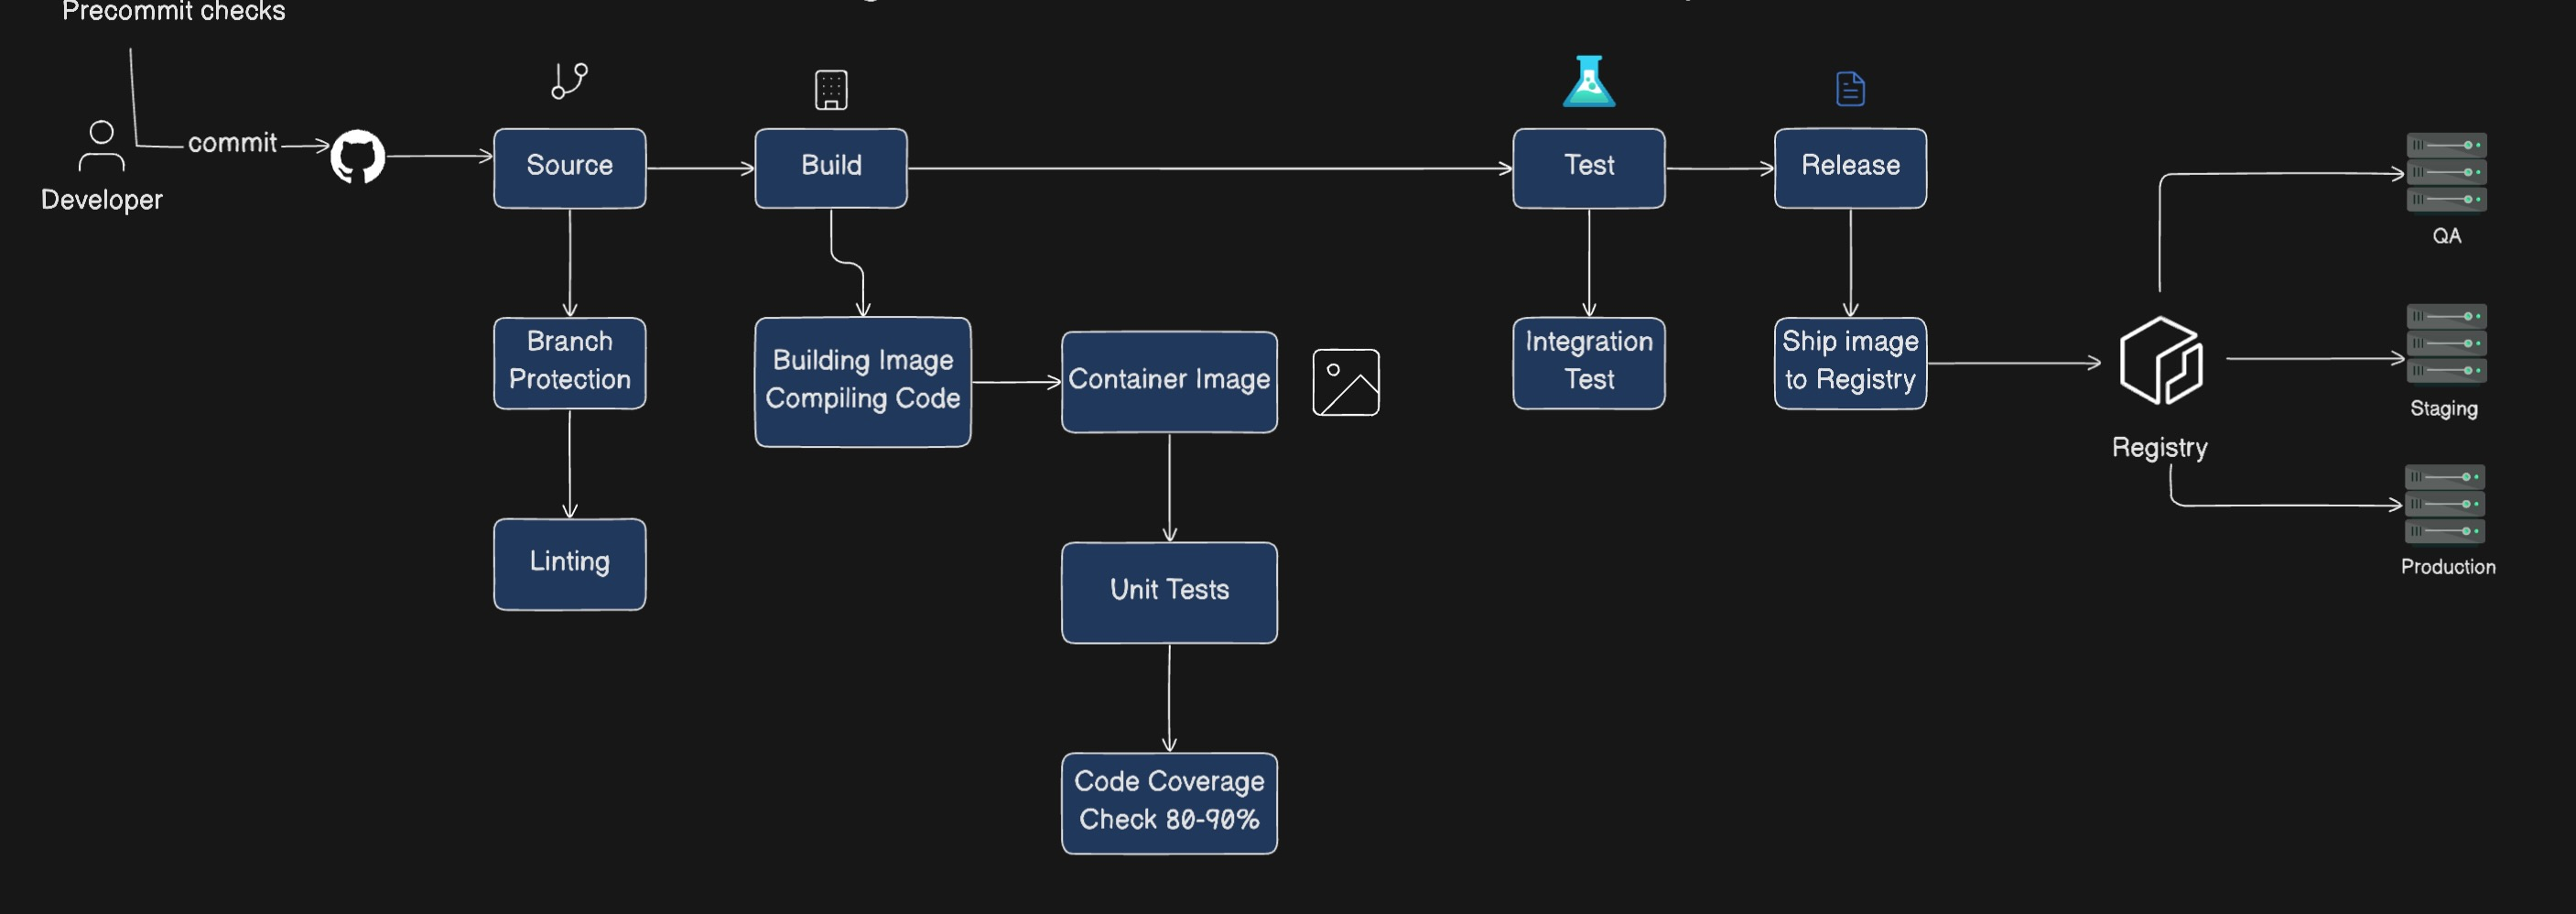 Precommit checks
commit
Developer
Source
Build
Test
Release
QA
Branch
Protection
Building Image
Compiling Code
Container Image
Integration
Test
Ship image
to Registry
Registry
Staging
Production
Linting
Unit Tests
Code Coverage
Check 80-90%